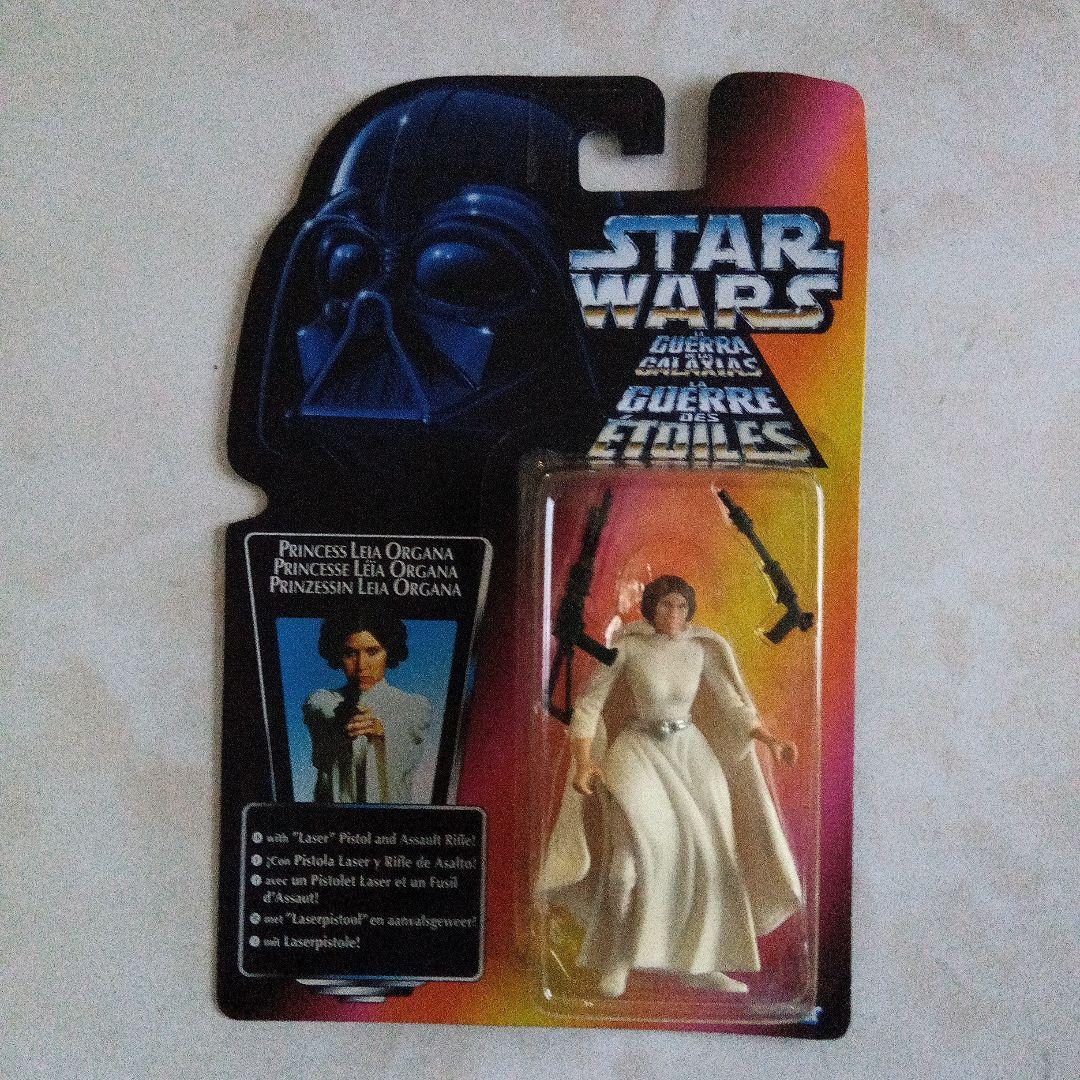 STAR
WARS
LA
GUERRA
DE LAS
GALAXIAS
LA
GUERRE
DES
ÉTOILES
PRINCESS LEIA ORGANA
PRINCESSE LEÏA ORGANA
PRINZESSIN LEIA ORGANA
with "Laser" Pistol and Assault Rifle!
¡Con Pistola Laser y Rifle de Asalto!
avec un Pistolet Laser et un Fusil
d'Assaut!
met "Laserpistool" en aanvalsgeweer!
mit Laserpistole!